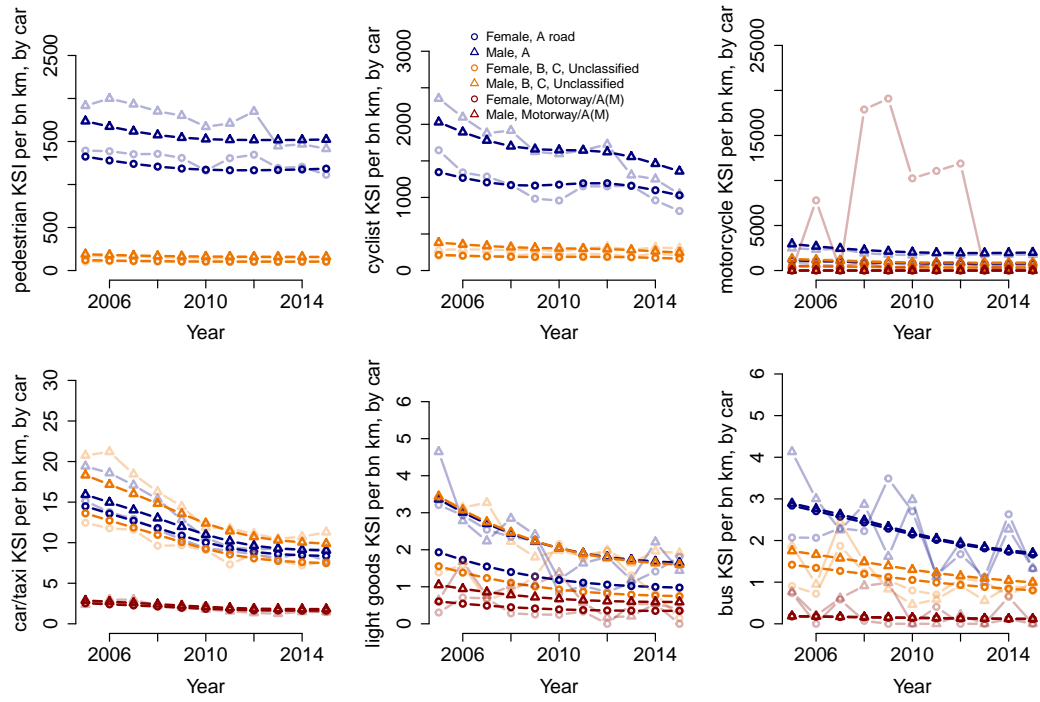 pedestrian KSI per bn km, by car
0
500
1500
2500
2006
2010
2014
Year
cyclist KSI per bn km, by car
0
1000
2000
3000
2006
2010
2014
Year
Female, A road
Male, A
Female, B, C, Unclassified
Male, B, C, Unclassified
Female, Motorway/A(M)
Male, Motorway/A(M)
motorcycle KSI per bn km, by car
0
5000
15000
25000
2006
2010
2014
Year
car/taxi KSI per bn km, by car
0
5
10
15
20
25
30
2006
2010
2014
Year
light goods KSI per bn km, by car
0
1
2
3
4
5
6
2006
2010
2014
Year
bus KSI per bn km, by car
0
1
2
3
4
5
6
2006
2010
2014
Year